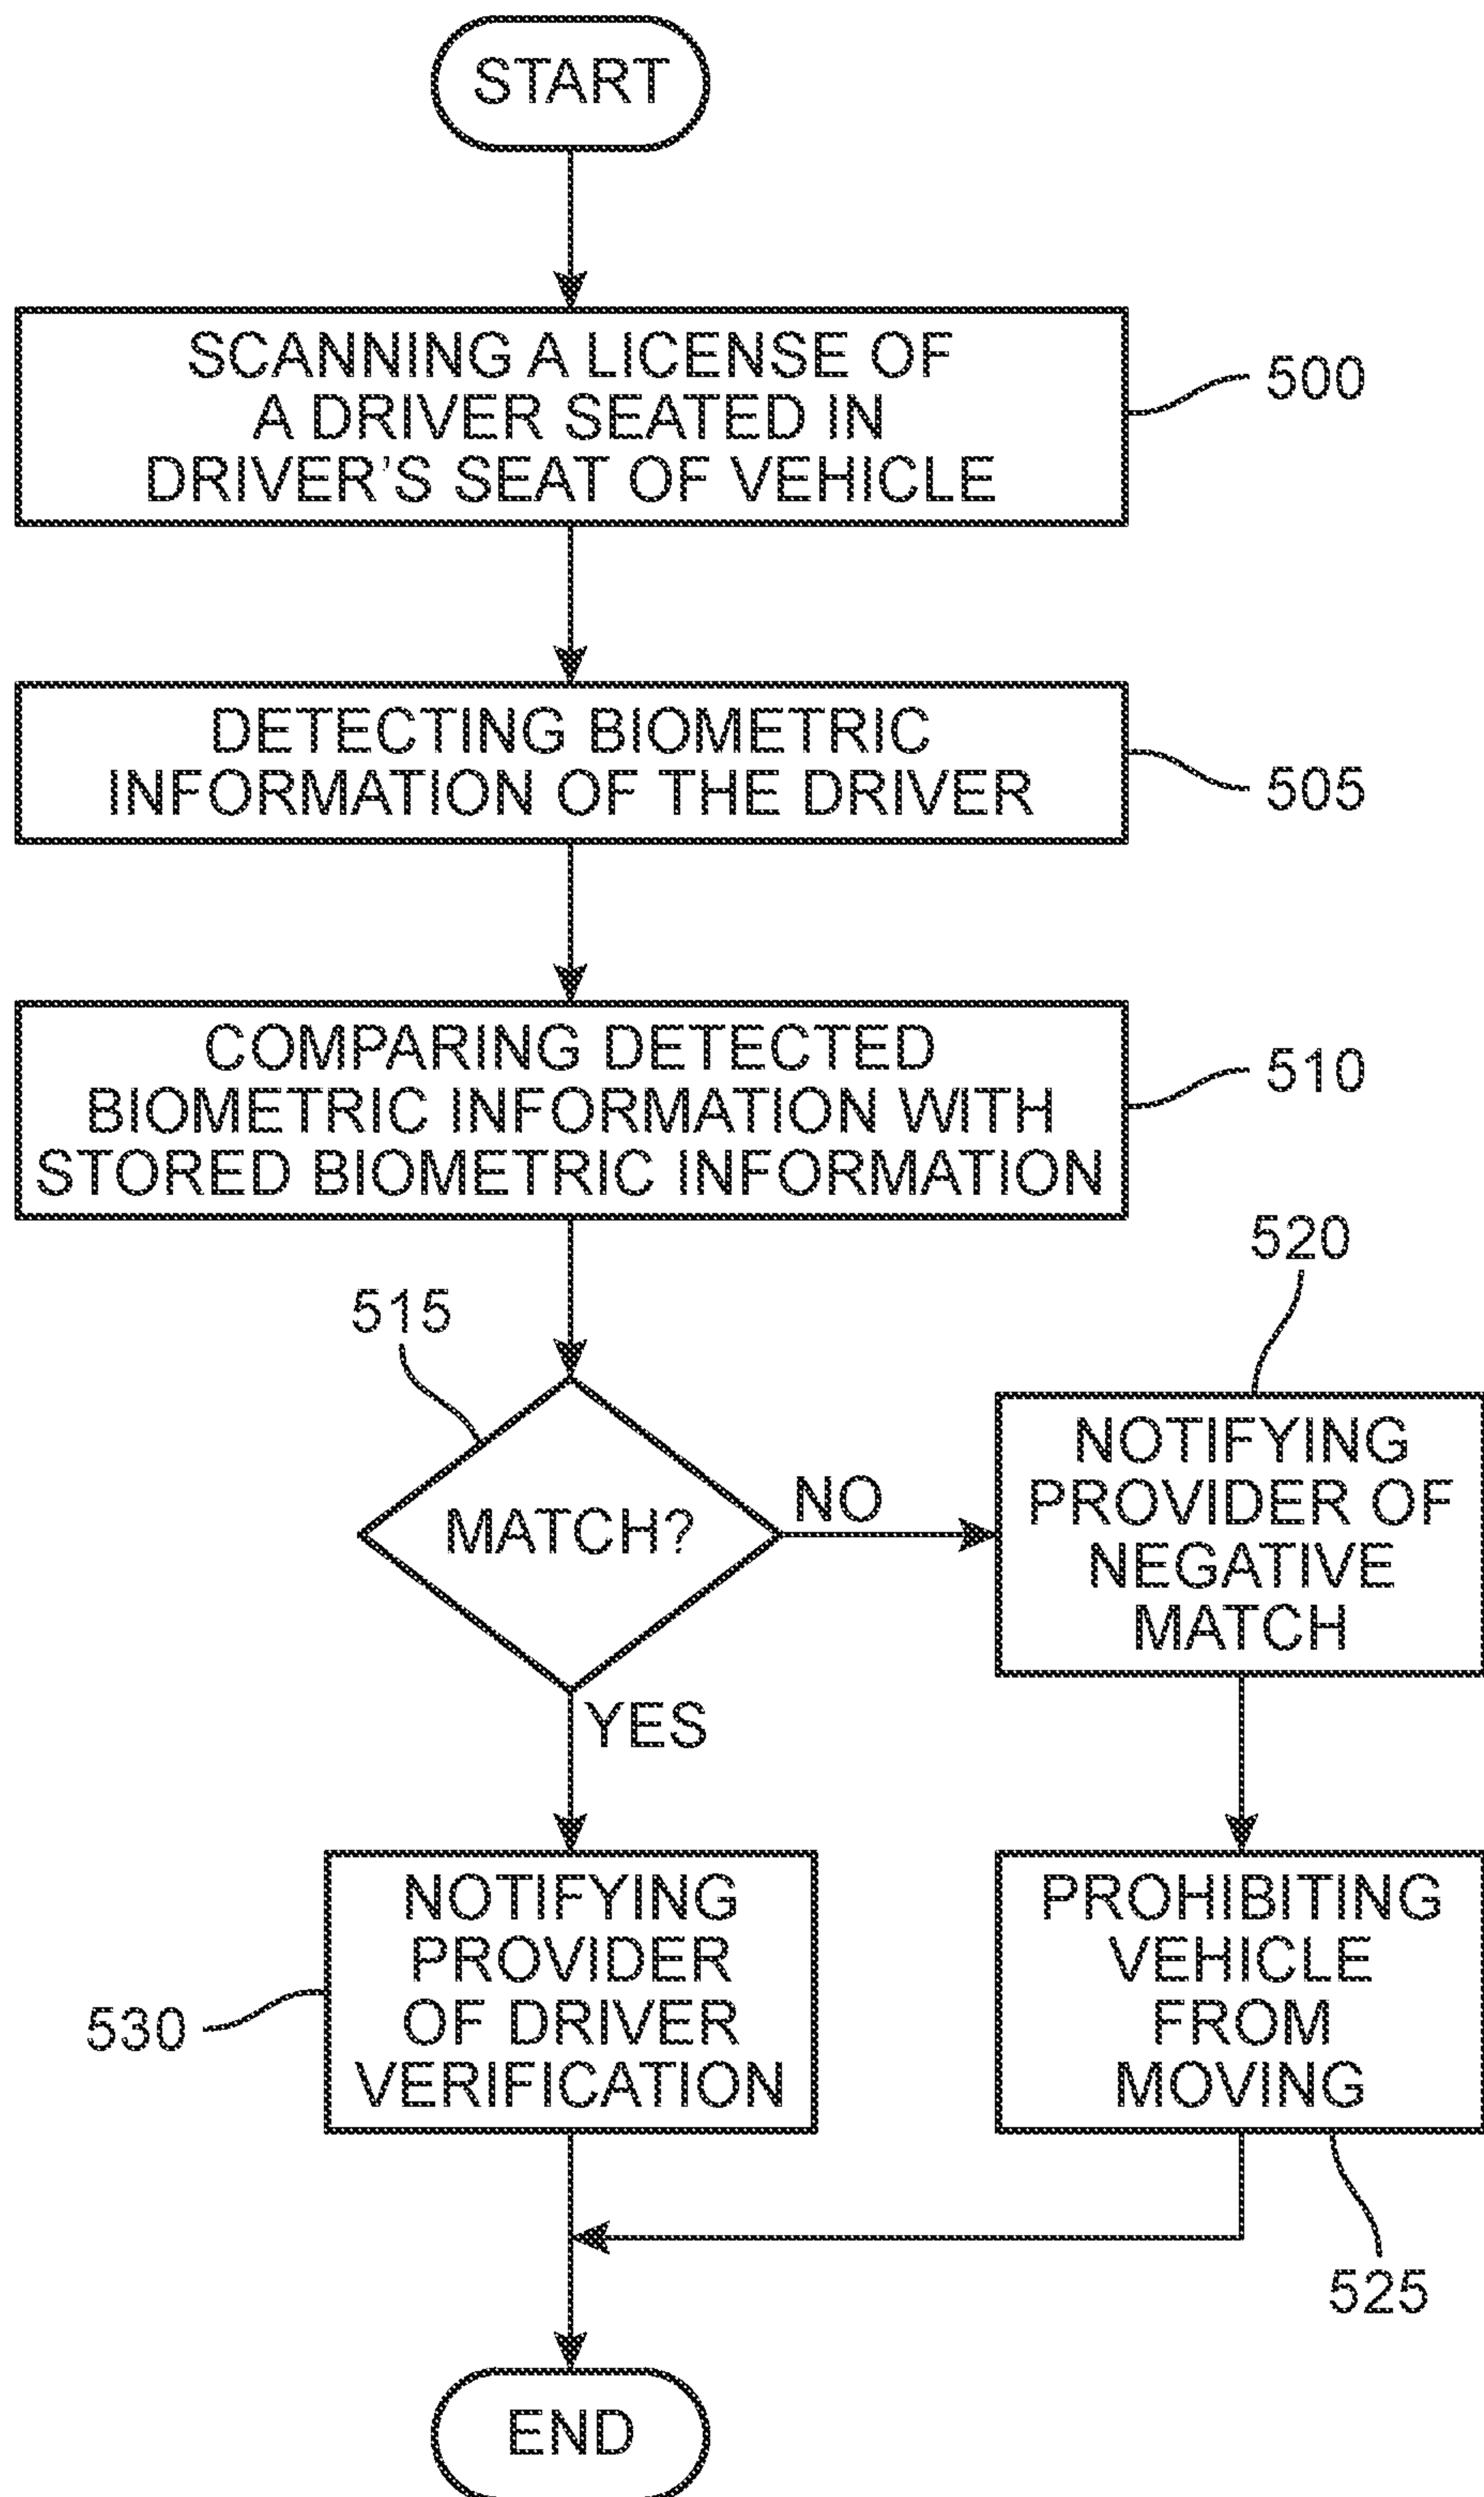 START
SCANNING A LICENSE OF
A DRIVER SEATED IN
DRIVER'S SEAT OF VEHICLE
500
DETECTING BIOMETRIC
INFORMATION OF THE DRIVER
505
COMPARING DETECTED
BIOMETRIC INFORMATION WITH
STORED BIOMETRIC INFORMATION
510
515
MATCH?
NO
520
NOTIFYING
PROVIDER OF
NEGATIVE
MATCH
YES
NOTIFYING
PROVIDER
OF DRIVER
VERIFICATION
530
PROHIBITING
VEHICLE
FROM
MOVING
525
END